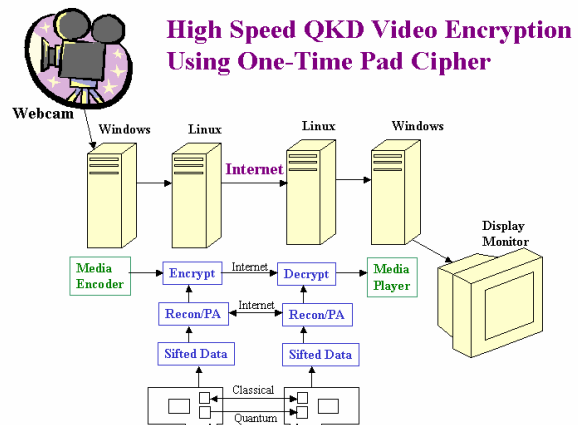 High Speed QKD Video Encryption
Using One-Time Pad Cipher
Webcam
Windows
Linux
Linux
Windows
Internet
Display
Monitor
Media
Encoder
Encrypt
Internet
Decrypt
Media
Player
Recon/PA
Internet
Recon/PA
Sifted Data
Sifted Data
Classical
Quantum